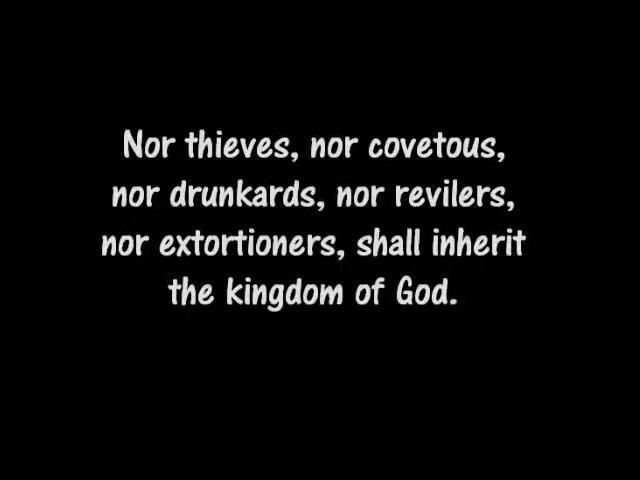 Nor thieves, nor covetous,
nor drunkards, nor revilers,
nor extortioners, shall inherit
the kingdom of God.